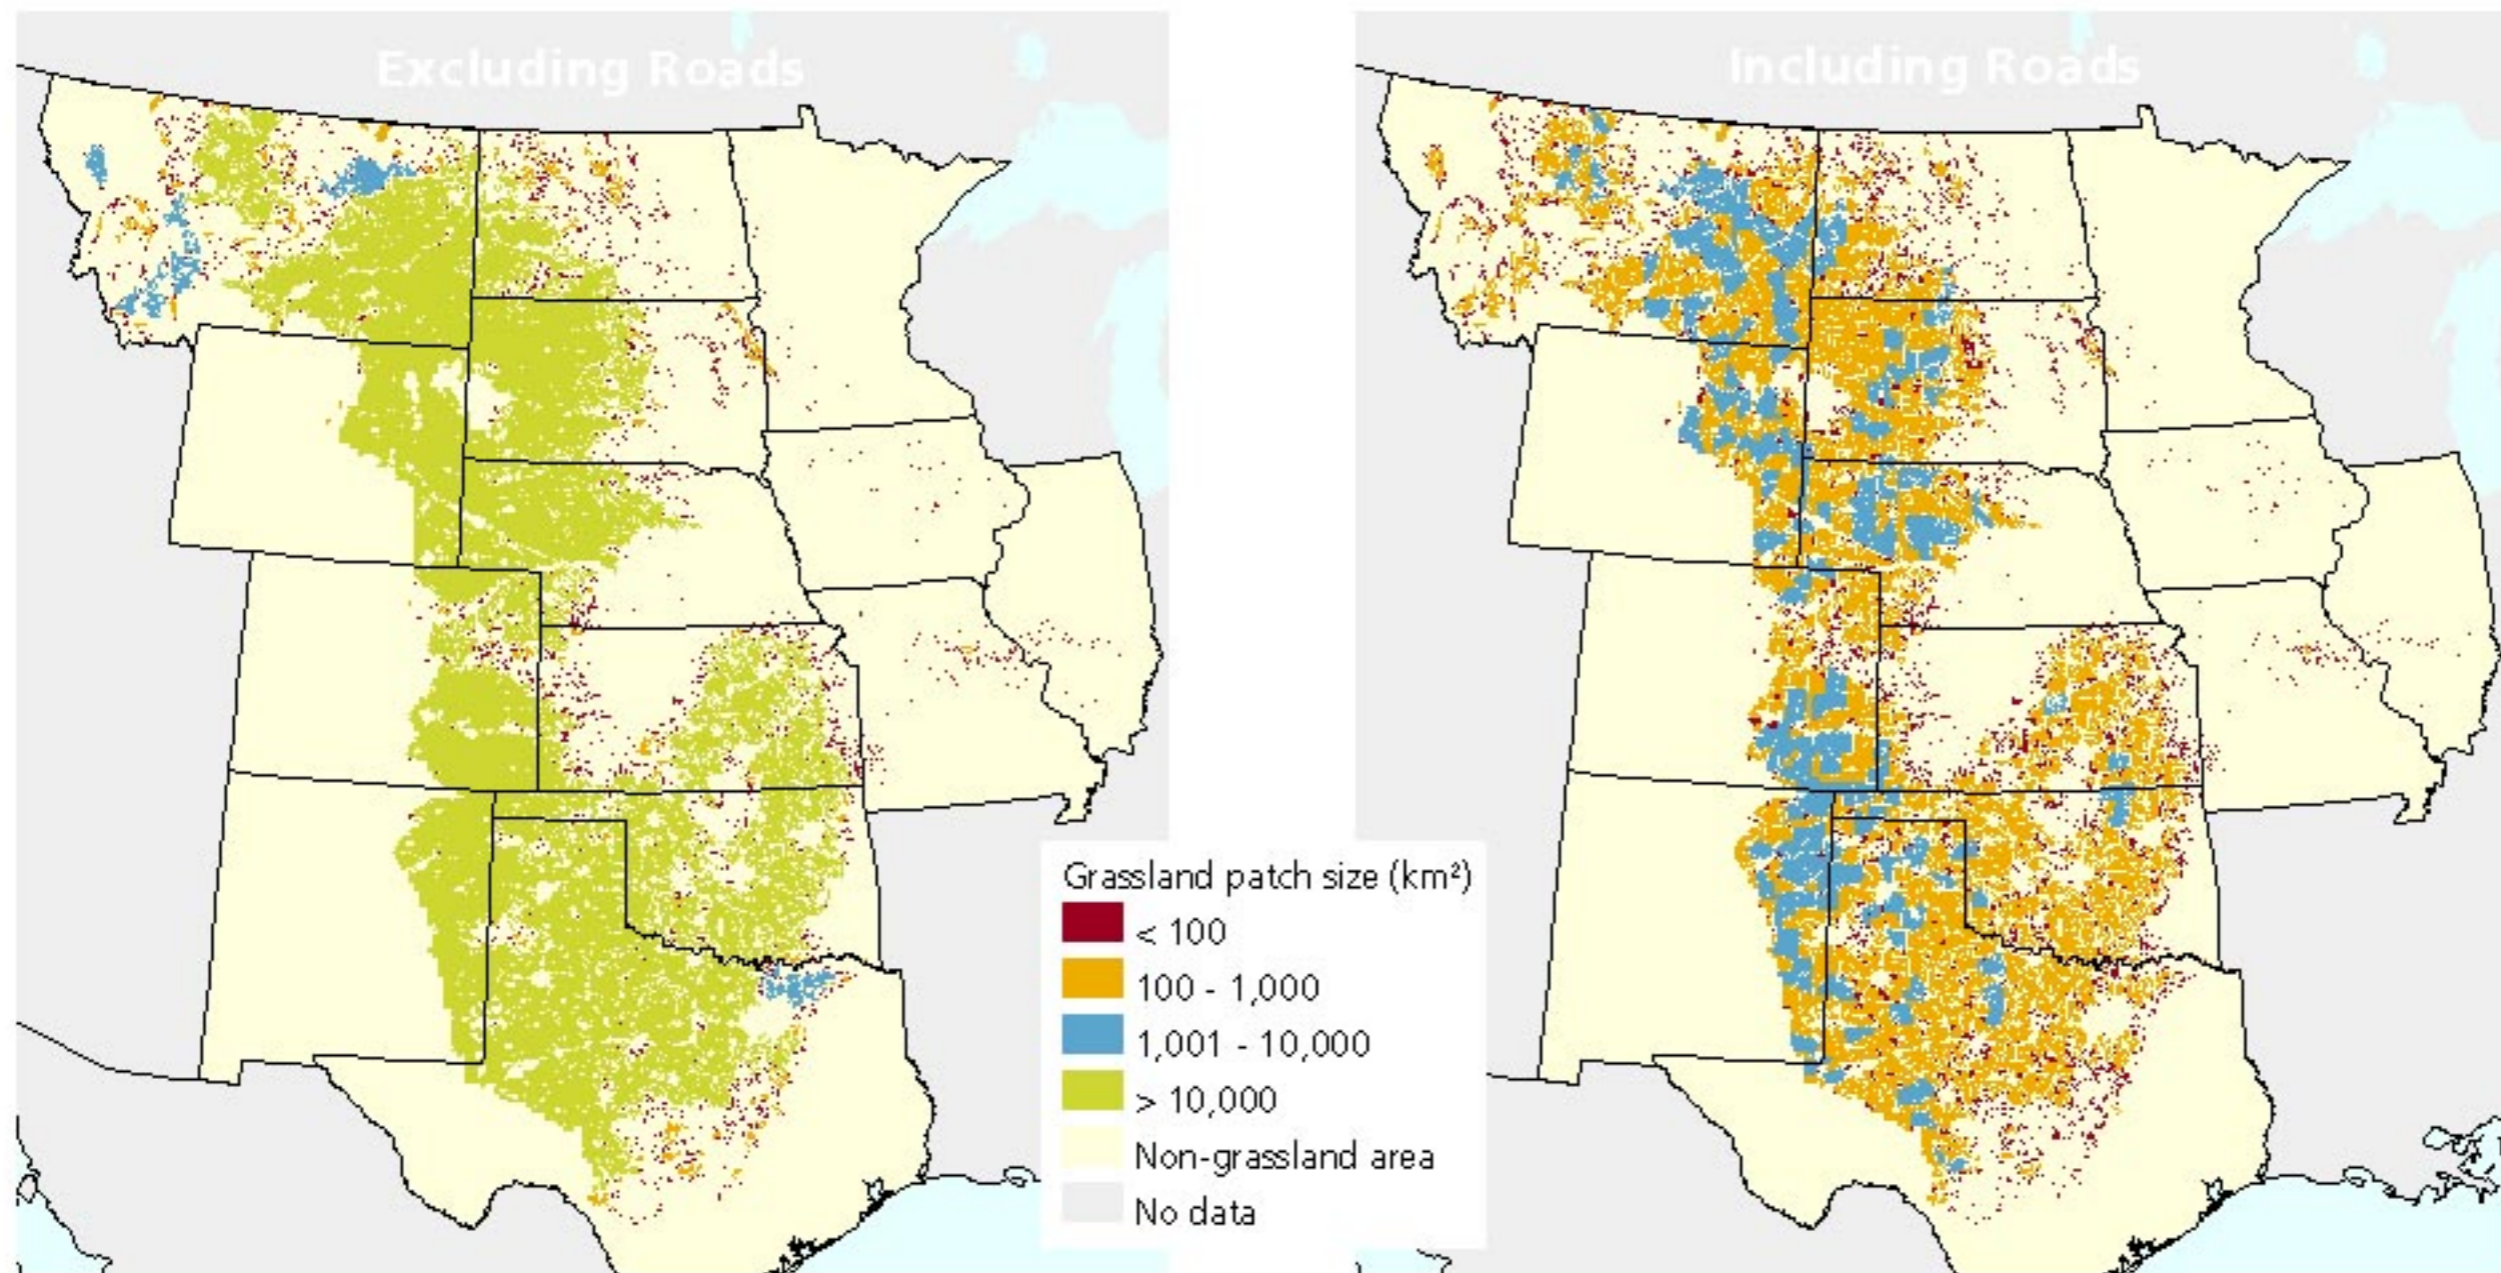 Excluding Roads
Including Roads
Grassland patch size (km²)
< 100
100 - 1,000
1,001 - 10,000
> 10,000
Non-grassland area
No data